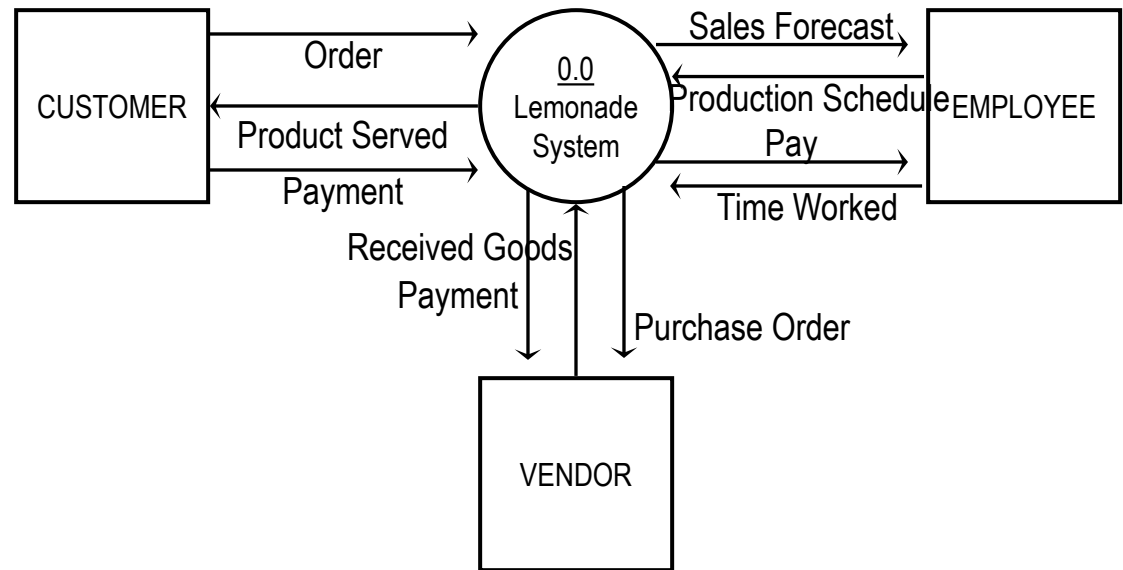 CUSTOMER
Order
Product Served
Payment
0.0
Lemonade
System
Sales Forecast
Production Schedule
Pay
Time Worked
EMPLOYEE
Received Goods
Payment
Purchase Order
VENDOR